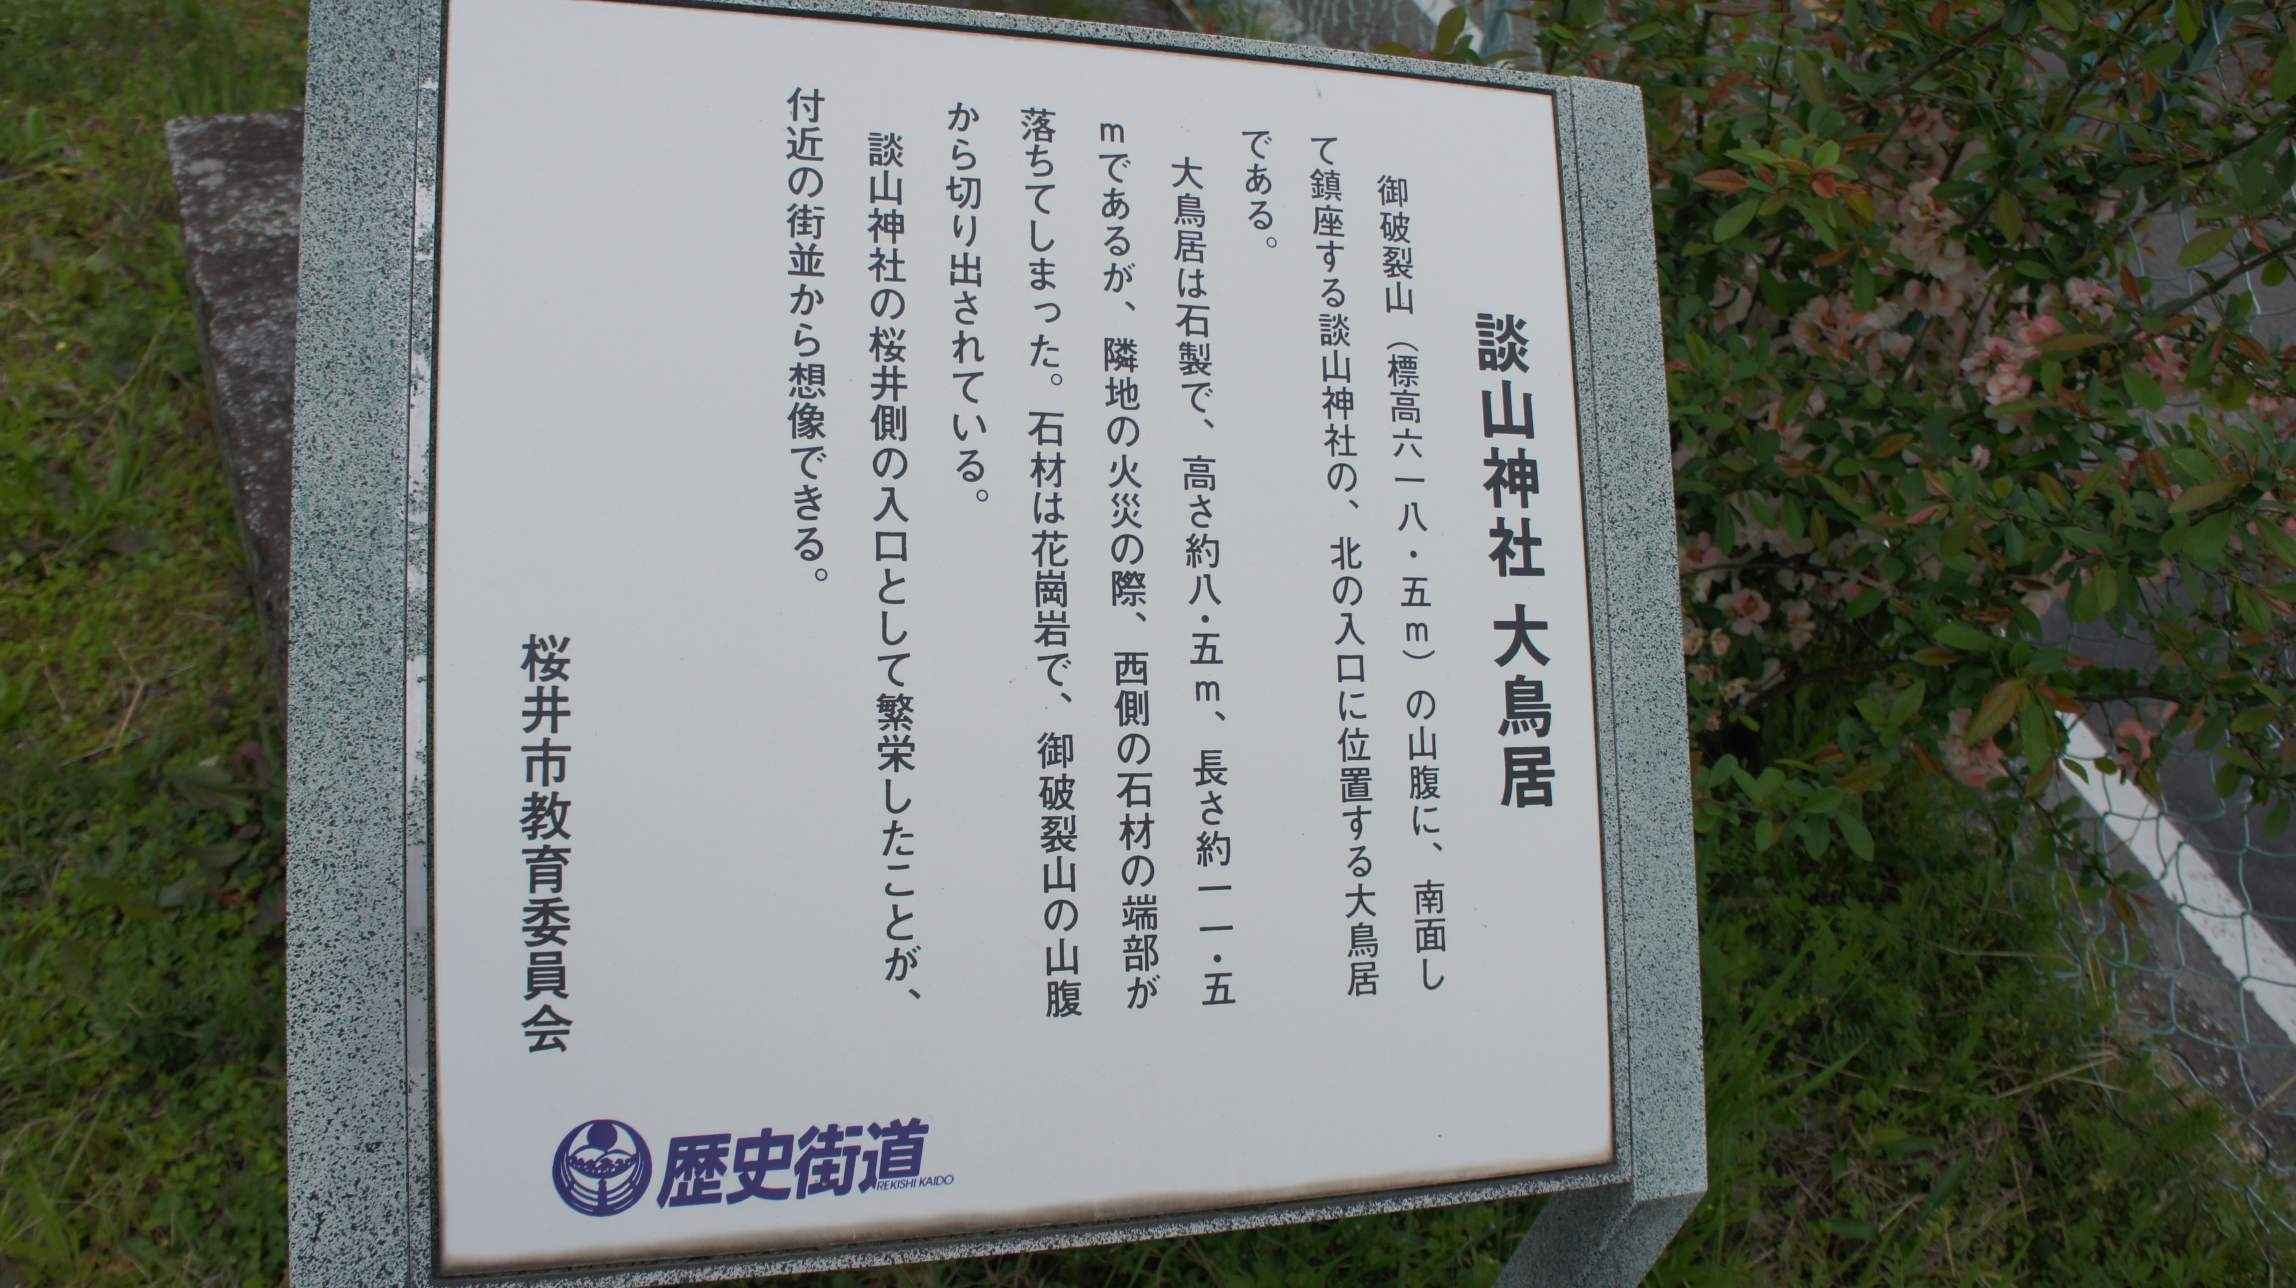 談山神社 大鳥居
御破裂山（標高六一八・五m）の山腹に、南面し
て鎮座する談山神社の、北の入口に位置する大鳥居
である。
大鳥居は石製で、高さ約八・五m、長さ約一一・五
mであるが、隣地の火災の際、西側の石材の端部が
落ちてしまった。石材は花崗岩で、御破裂山の山腹
から切り出されている。
談山神社の桜井側の入口として繁栄したことが、
付近の街並から想像できる。
桜井市教育委員会
歴史街道
REKISHI KAIDO